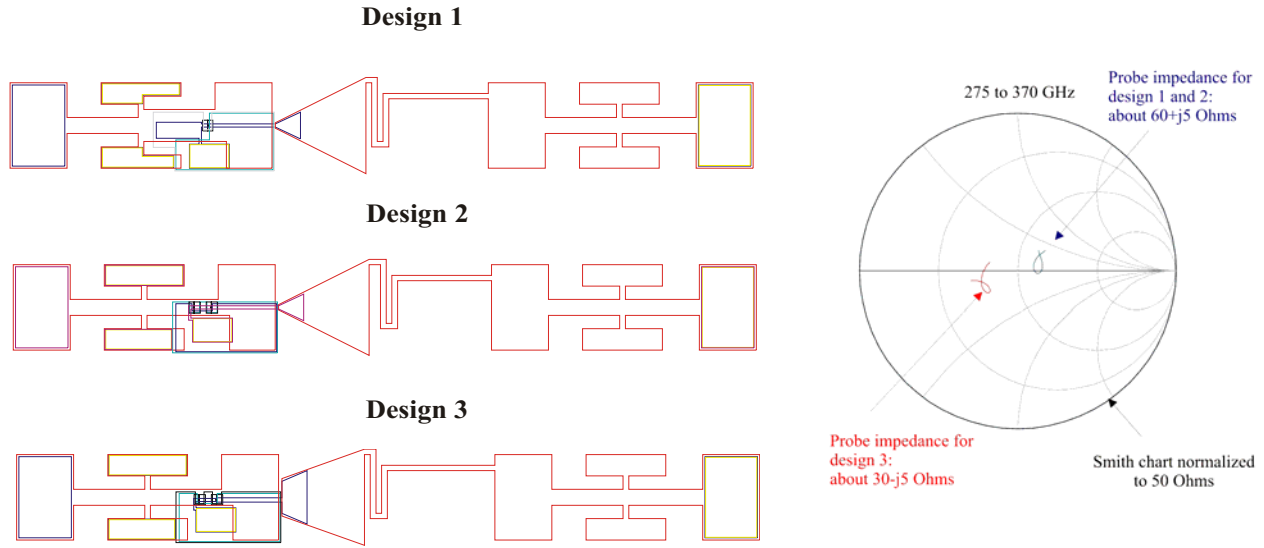 Design 1
Design 2
Design 3
275 to 370 GHz
Probe impedance for
design 1 and 2:
about 60+j5 Ohms
Probe impedance for
design 3:
about 30-j5 Ohms
Smith chart normalized
to 50 Ohms